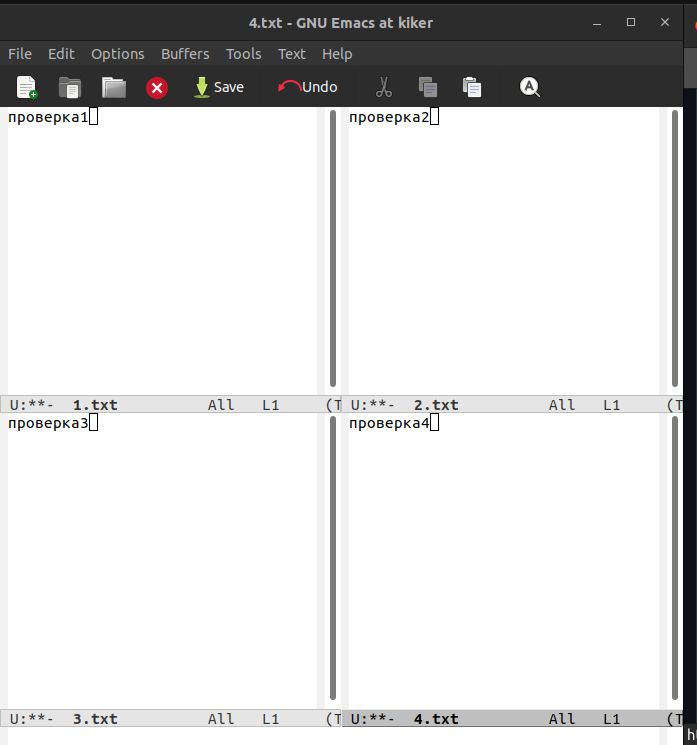 4.txt - GNU Emacs at kiker
File Edit Options Buffers Tools Text Help
Save Undo
проверка1
проверка2
U:**- 1.txt All L1 (T
U:**- 2.txt All L1 (T
проверка3
проверка4
U:**- 3.txt All L1 (T
U:**- 4.txt All L1 (T